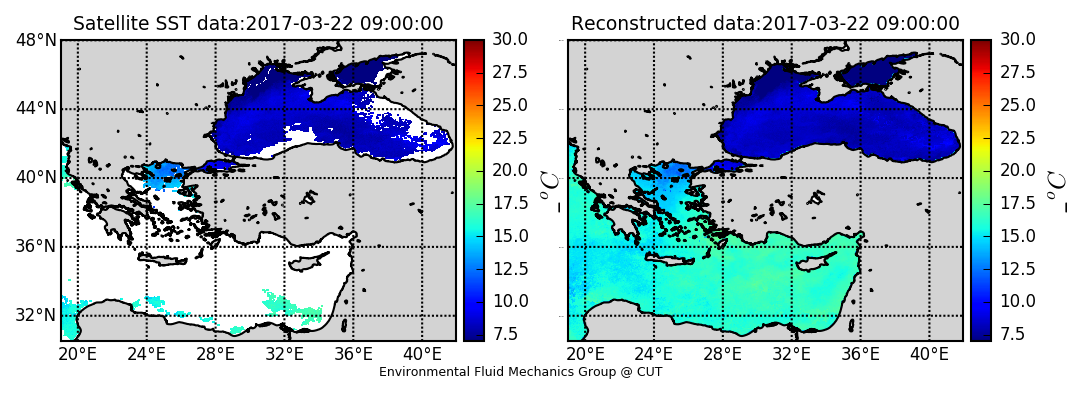 Satellite SST data:2017-03-22 09:00:00
48°N
44°N
40°N
36°N
32°N
20°E 24°E 28°E 32°E 36°E 40°E
30.0
27.5
25.0
22.5
20.0
17.5
15.0
12.5
10.0
7.5
_ °C
Reconstructed data:2017-03-22 09:00:00
20°E 24°E 28°E 32°E 36°E 40°E
30.0
27.5
25.0
22.5
20.0
17.5
15.0
12.5
10.0
7.5
_ °C
Environmental Fluid Mechanics Group @ CUT